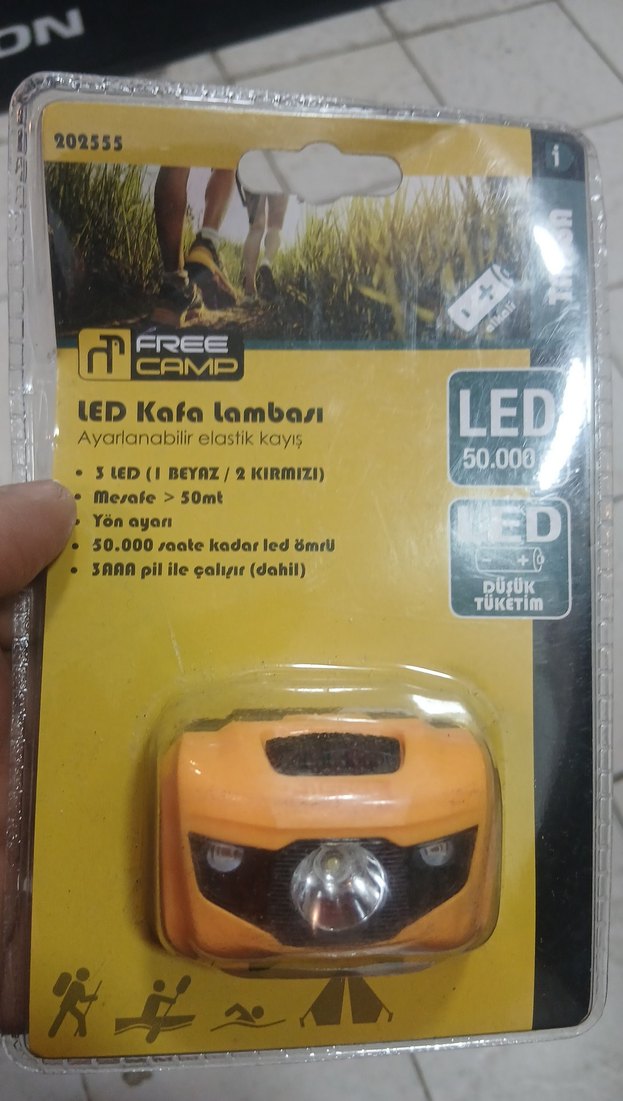 ON
202555
i
FREE
CAMP
LED Kafa Lambası
Ayarlanabilir elastik kayış
• 3 LED (1 BEYAZ / 2 KIRMIZI)
• Mesafe > 50mt
• Yön ayarı
• 50.000 saate kadar led ömrü
• 3AAA pil ile çalışır (dahil)
LED
50.000
LED
DÜŞÜK
TÜKETİM